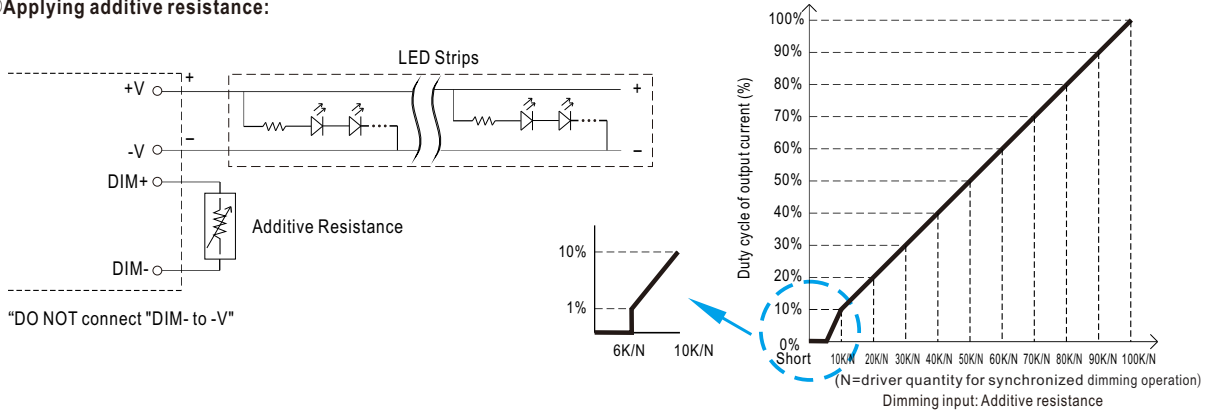 Applying additive resistance:
LED Strips
+V
+
+
-V
–
–
DIM+
Additive Resistance
DIM-
“DO NOT connect "DIM- to -V"
10%
1%
6K/N 10K/N
Duty cycle of output current (%)
100%
90%
80%
70%
60%
50%
40%
30%
20%
10%
0%
Short 10K/N 20K/N 30K/N 40K/N 50K/N 60K/N 70K/N 80K/N 90K/N 100K/N
(N=driver quantity for synchronized dimming operation)
Dimming input: Additive resistance